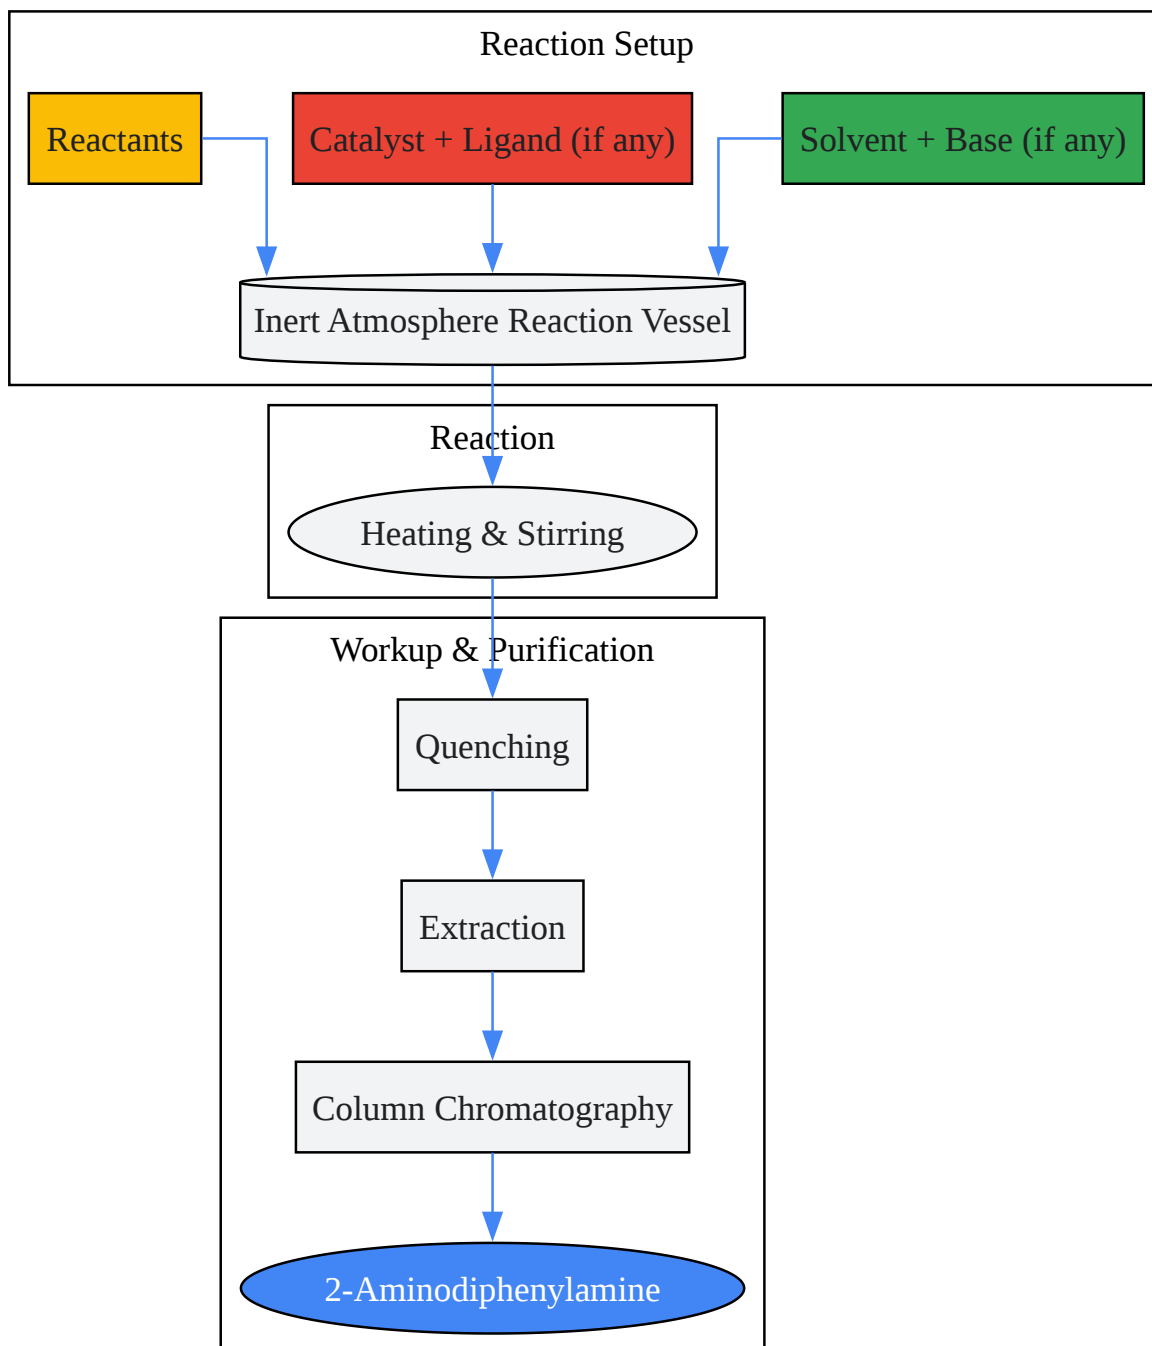 Reaction Setup
Reactants
Catalyst + Ligand (if any)
Solvent + Base (if any)
Inert Atmosphere Reaction Vessel
Reaction
Heating & Stirring
Workup & Purification
Quenching
Extraction
Column Chromatography
2-Aminodiphenylamine